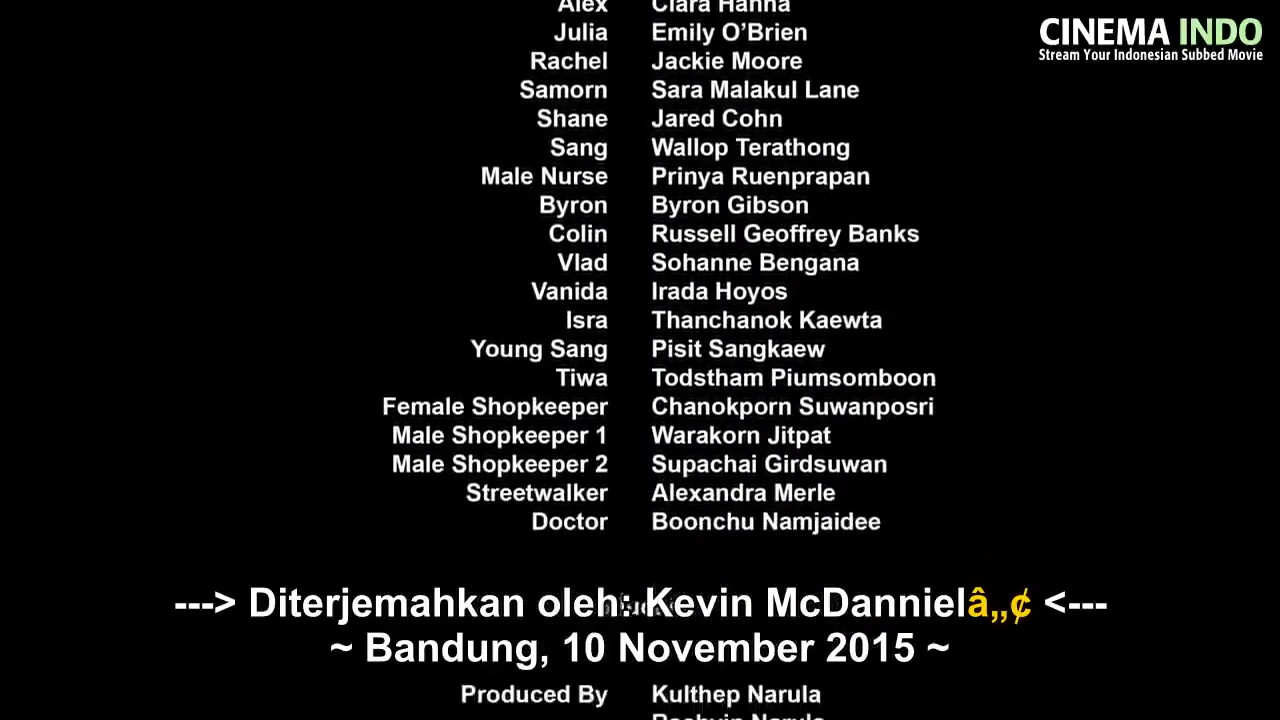 Alex Clara Hanna
CINEMA INDO
Stream Your Indonesian Subbed Movie
Julia Emily O’Brien
Rachel Jackie Moore
Samorn Sara Malakul Lane
Shane Jared Cohn
Sang Wallop Terathong
Male Nurse Prinya Ruenprapan
Byron Byron Gibson
Colin Russell Geoffrey Banks
Vlad Sohanne Bengana
Vanida Irada Hoyos
Isra Thanchanok Kaewta
Young Sang Pisit Sangkaew
Tiwa Todstham Piumsomboon
Female Shopkeeper Chanokporn Suwanposri
Male Shopkeeper 1 Warakorn Jitpat
Male Shopkeeper 2 Supachai Girdsuwan
Streetwalker Alexandra Merle
Doctor Boonchu Namjaidee
---> Diterjemahkan oleh: Kevin McDannielâ„¢ <---
~ Bandung, 10 November 2015 ~
Produced By Kulthep Narula
Narula